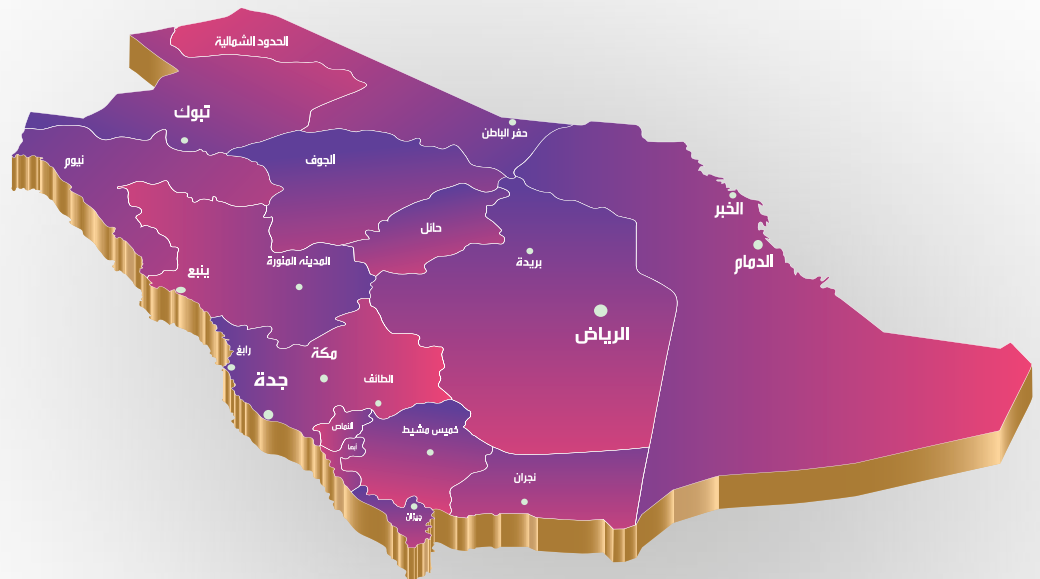 الحدود الشمالية
تبوك
حفر الباطن
نيوم
الجوف
الخبر
حائل
الدمام
المدينه المنورة
بريدة
ينبع
الرياض
رابغ
مكة
جدة
الطائف
النماص
خميس مشيط
أبها
نجران
جيزان